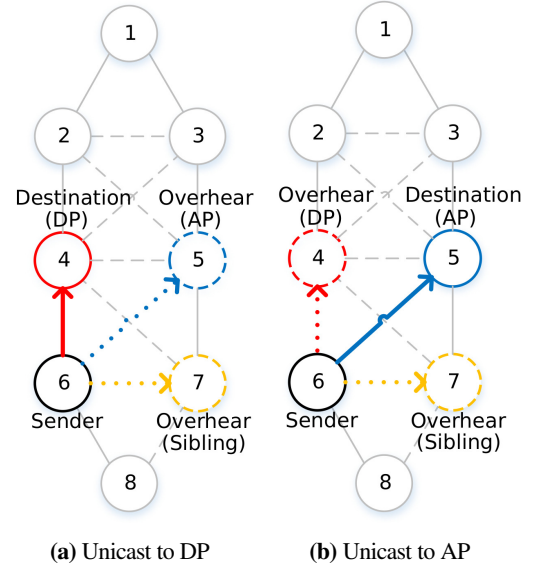 1
2
3
Destination
(DP)
Overhear
(AP)
4
5
6
7
Sender
Overhear
(Sibling)
8
(a) Unicast to DP
1
2
3
Overhear
(DP)
Destination
(AP)
4
5
6
7
Sender
Overhear
(Sibling)
8
(b) Unicast to AP